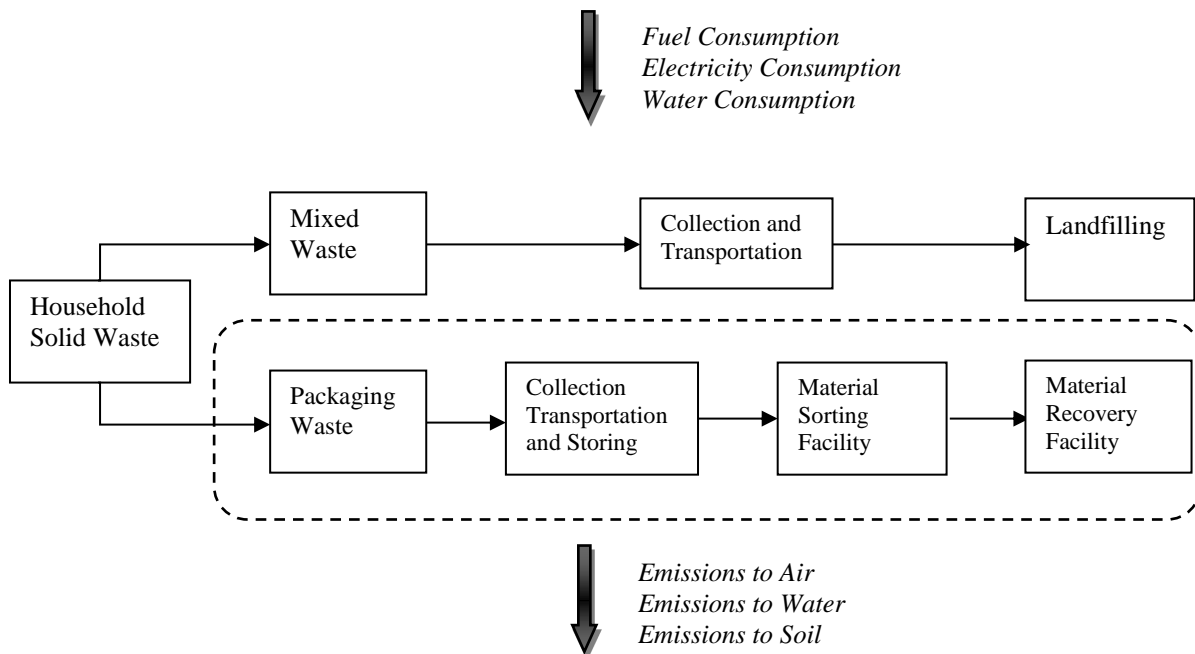 Fuel Consumption
Electricity Consumption
Water Consumption
Mixed
Waste
Collection and
Transportation
Landfilling
Household
Solid Waste
Packaging
Waste
Collection
Transportation
and Storing
Material
Sorting
Facility
Material
Recovery
Facility
Emissions to Air
Emissions to Water
Emissions to Soil